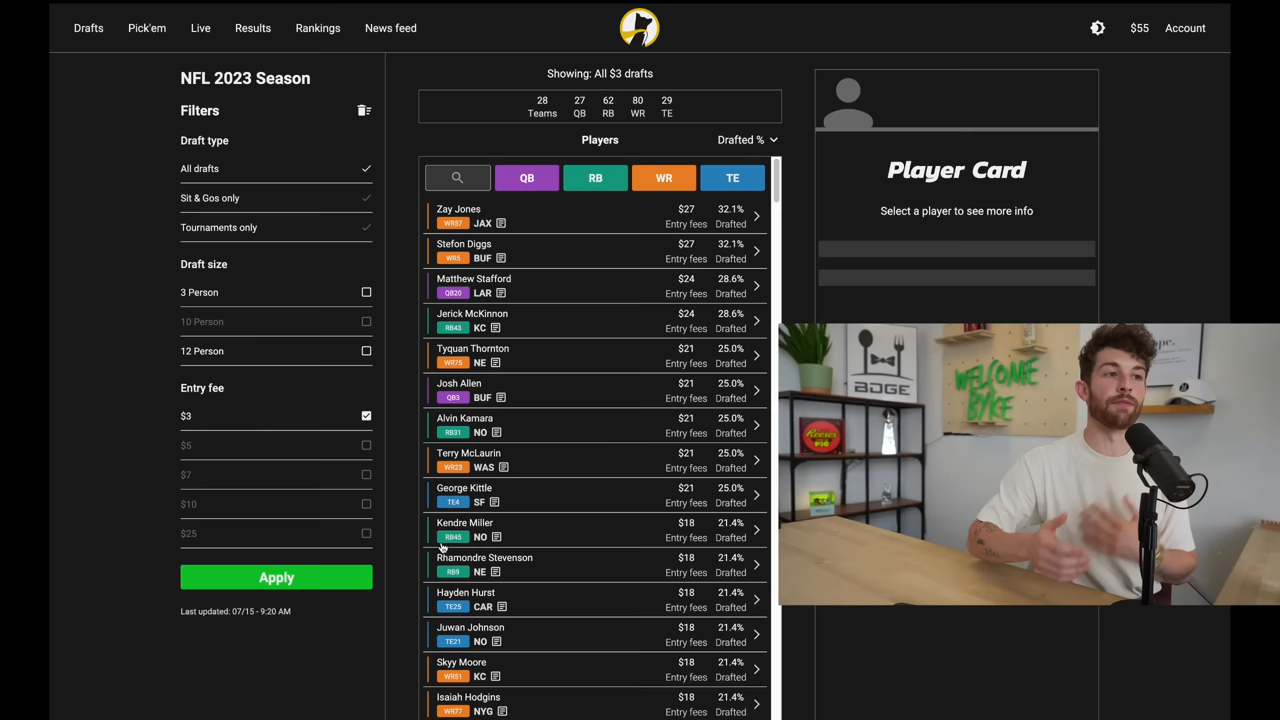 Drafts Pick'em Live Results Rankings News feed $55 Account
NFL 2023 Season
Filters
Draft type
All drafts
Sit & Gos only
Tournaments only
Draft size
3 Person
10 Person
12 Person
Entry fee
$3
$5
$7
$10
$25
Apply
Last updated: 07/15 - 9:20 AM
Showing: All $3 drafts
28 27 62 80 29
Teams QB RB WR TE
Players Drafted %
QB RB WR TE
Zay Jones $27 32.1%
WR57 JAX Entry fees Drafted
Stefon Diggs $27 32.1%
WR5 BUF Entry fees Drafted
Matthew Stafford $24 28.6%
QB20 LAR Entry fees Drafted
Jerick McKinnon $24 28.6%
RB43 KC Entry fees Drafted
Tyquan Thornton $21 25.0%
WR75 NE Entry fees Drafted
Josh Allen $21 25.0%
QB3 BUF Entry fees Drafted
Alvin Kamara $21 25.0%
RB31 NO Entry fees Drafted
Terry McLaurin $21 25.0%
WR23 WAS Entry fees Drafted
George Kittle $21 25.0%
TE4 SF Entry fees Drafted
Kendre Miller $18 21.4%
RB45 NO Entry fees Drafted
Rhamondre Stevenson $18 21.4%
RB9 NE Entry fees Drafted
Hayden Hurst $18 21.4%
TE25 CAR Entry fees Drafted
Juwan Johnson $18 21.4%
TE21 NO Entry fees Drafted
Skyy Moore $18 21.4%
WR51 KC Entry fees Drafted
Isaiah Hodgins $18 21.4%
WR77 NYG Entry fees Drafted
Player Card
Select a player to see more info
BDGE
WELCOME
BYKE
REESE'S
PIE